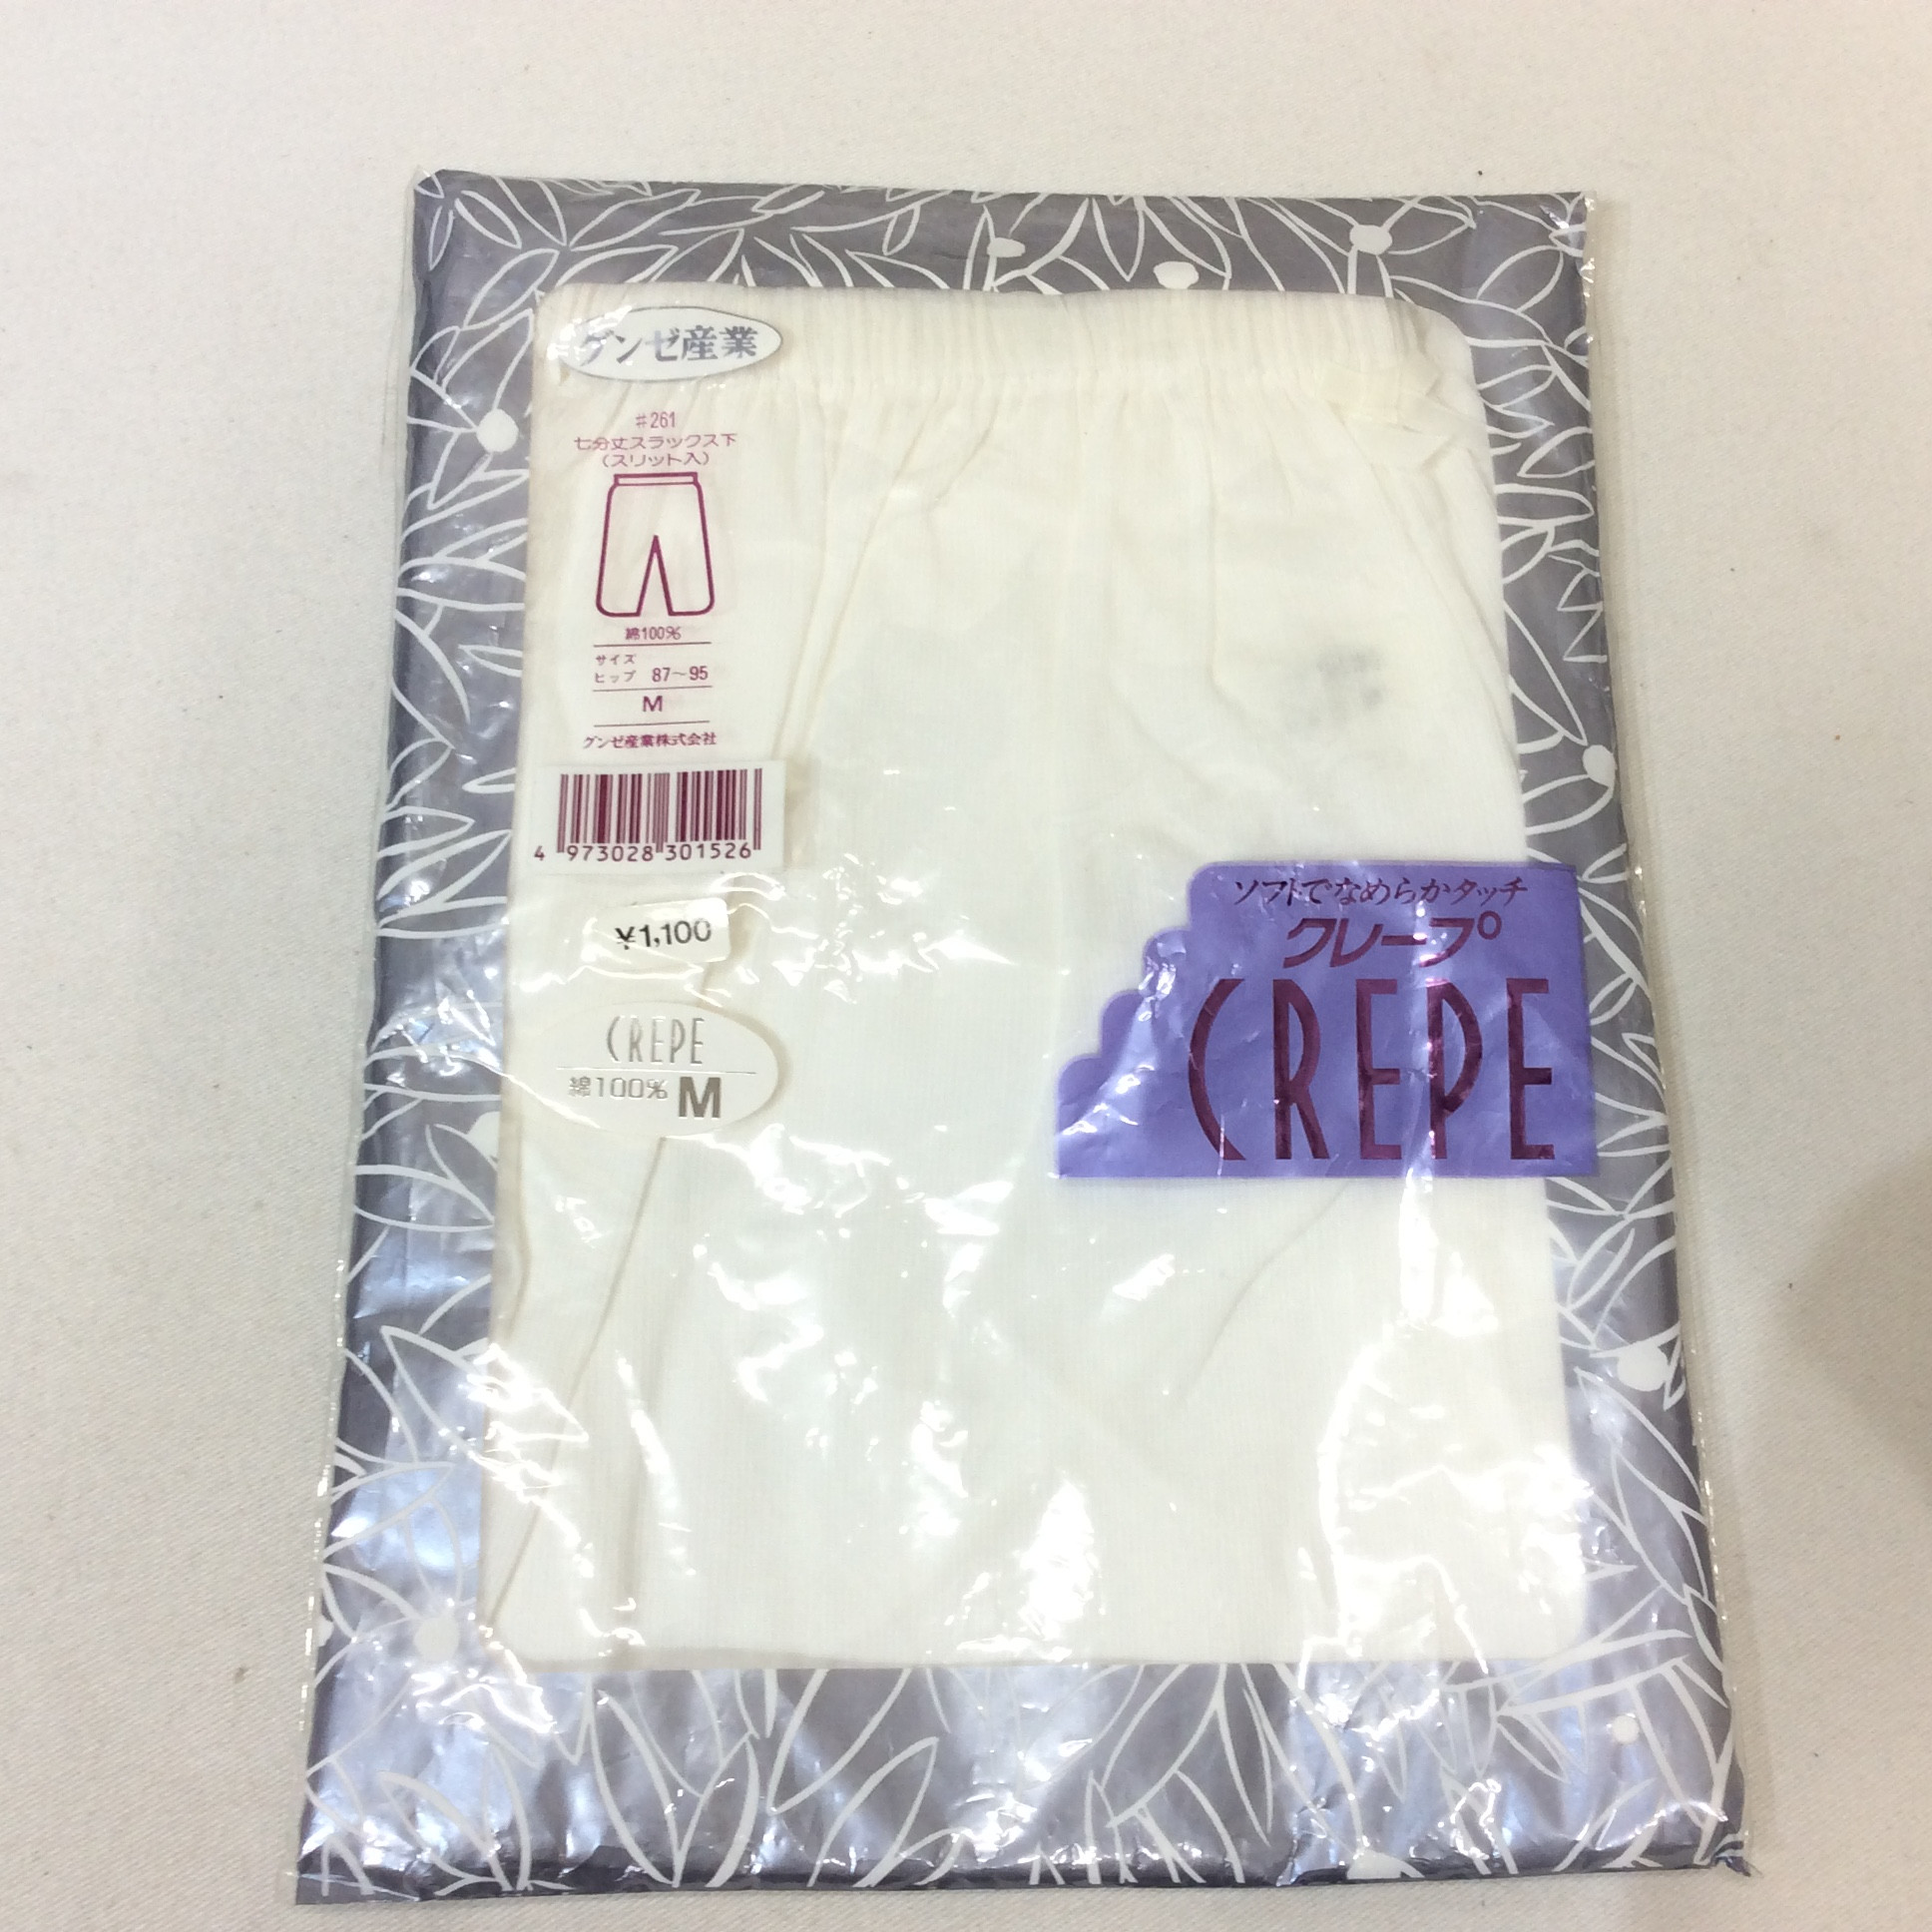 グンゼ産業
#261
七分丈スラックス下
(スリット入)
綿100%
サイズ
ヒップ 87〜95
M
グンゼ産業株式会社
4 973028 301526
¥1,100
CREPE
綿100% M
ソフトでなめらかタッチ
クレープ
CREPE